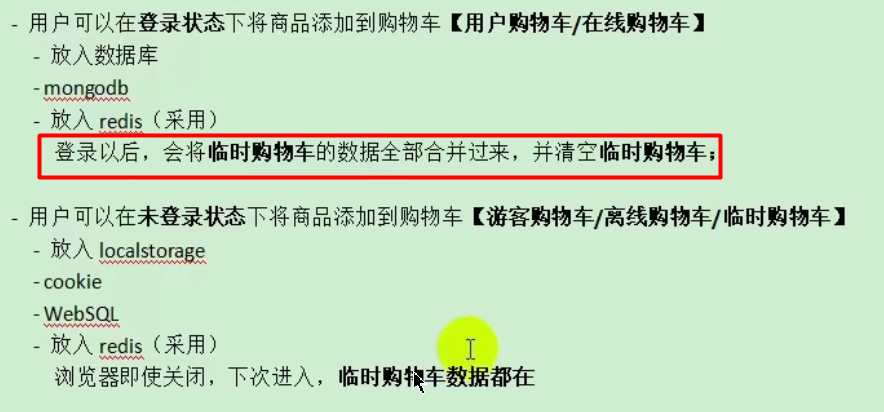 - 用户可以在登录状态下将商品添加到购物车【用户购物车/在线购物车】
- 放入数据库
- mongodb
- 放入 redis（采用）
登录以后，会将临时购物车的数据全部合并过来，并清空临时购物车；
- 用户可以在未登录状态下将商品添加到购物车【游客购物车/离线购物车/临时购物车】
- 放入 localstorage
- cookie
- WebSQL
- 放入 redis（采用）
浏览器即使关闭，下次进入，临时购物车数据都在